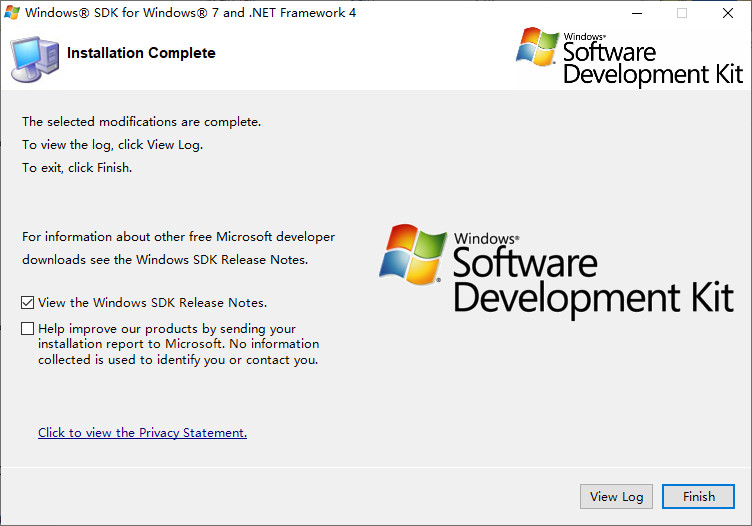 Windows® SDK for Windows® 7 and .NET Framework 4
Installation Complete
Windows®
Software
Development Kit
The selected modifications are complete.
To view the log, click View Log.
To exit, click Finish.
For information about other free Microsoft developer
downloads see the Windows SDK Release Notes.
Windows®
Software
Development Kit
View the Windows SDK Release Notes.
Help improve our products by sending your
installation report to Microsoft. No information
collected is used to identify you or contact you.
Click to view the Privacy Statement.
View Log
Finish